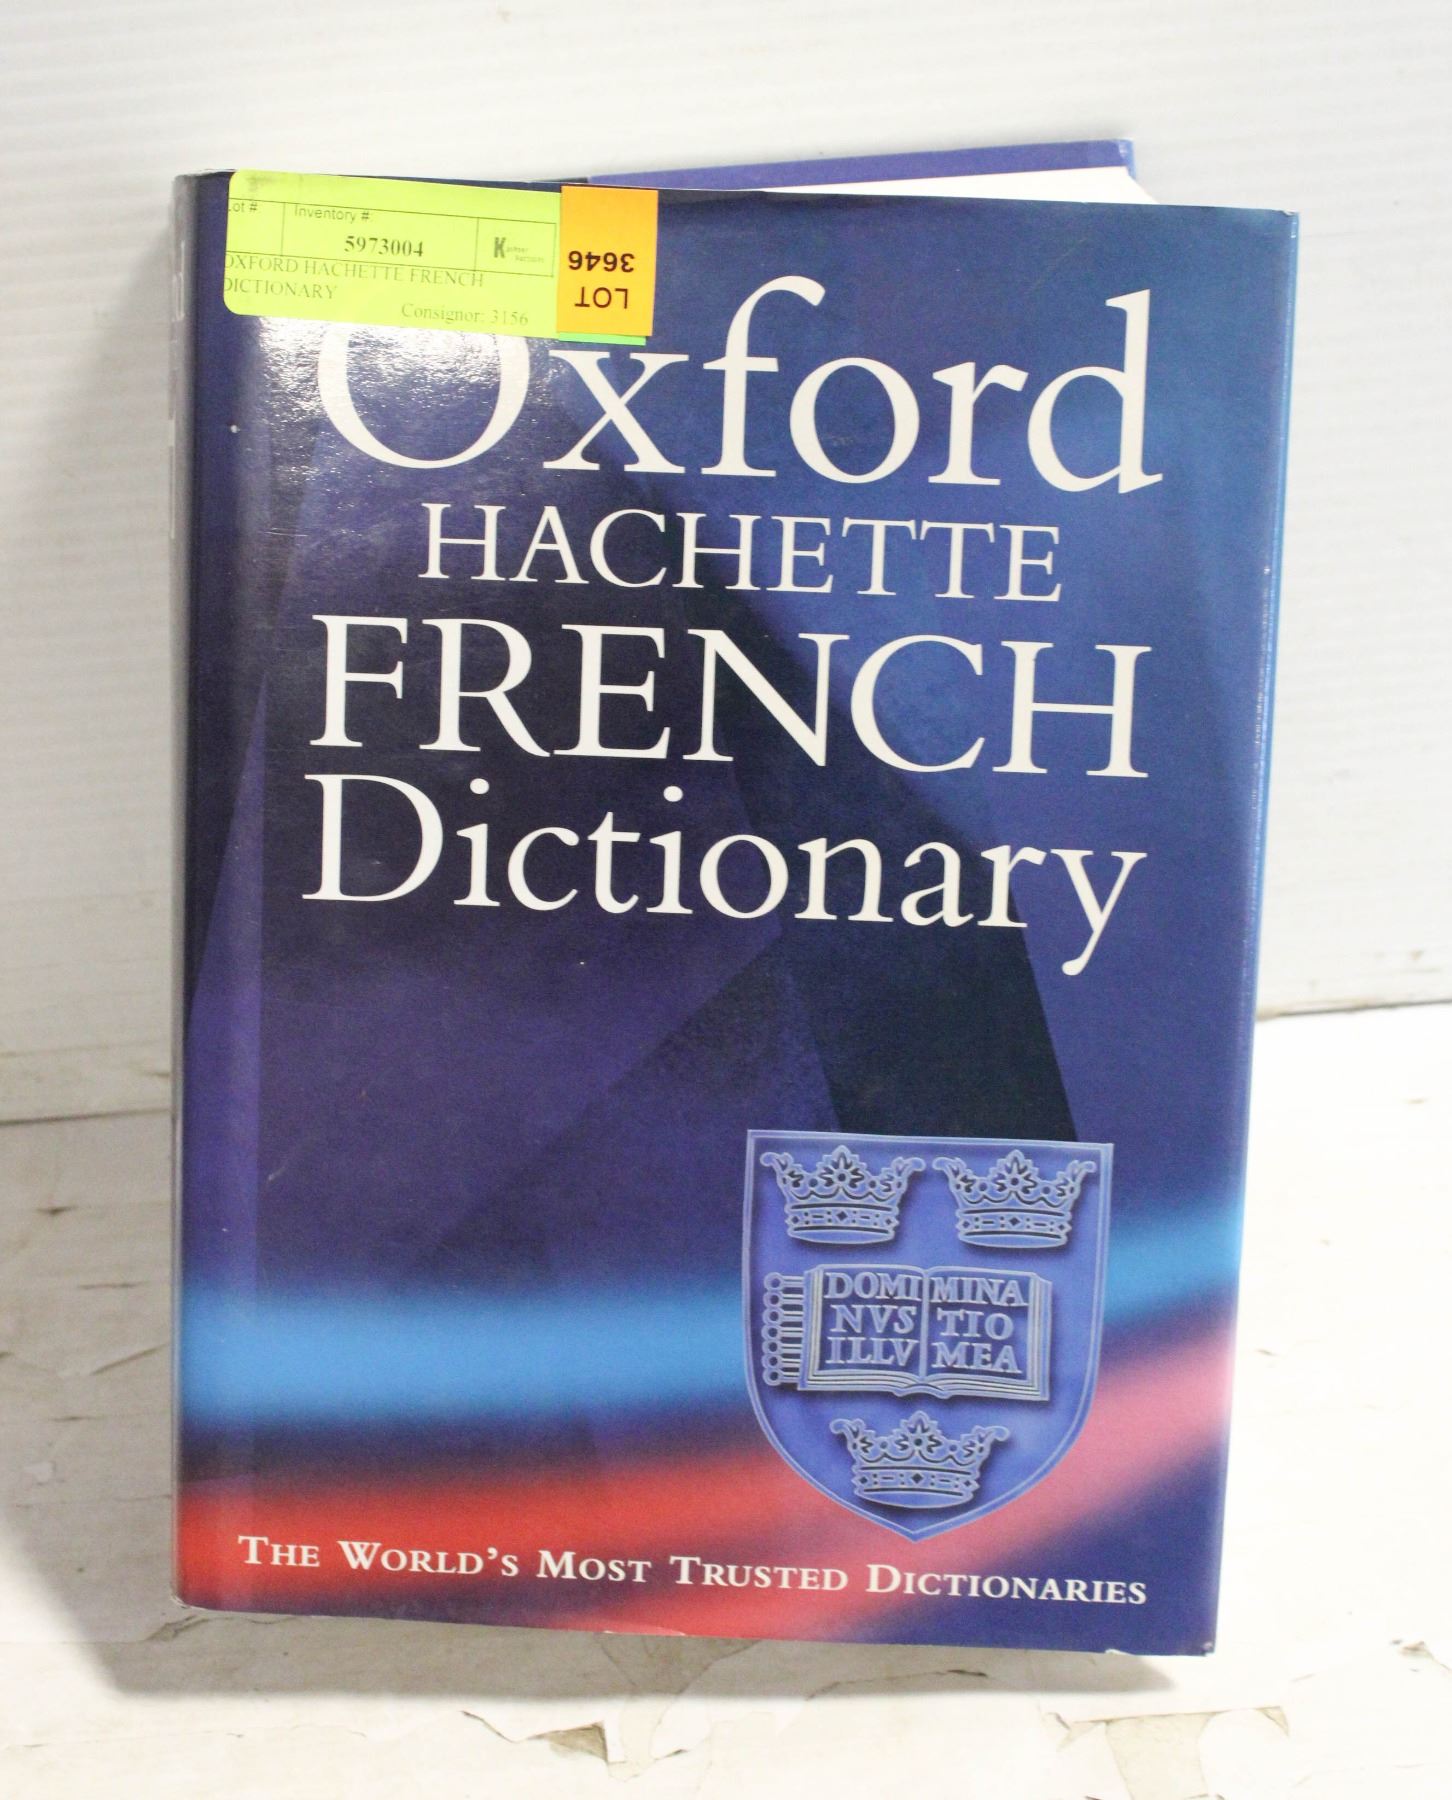 Lot #
Inventory #
5973004
OXFORD HACHETTE FRENCH
DICTIONARY
Consignor: 3156
LOT
3646
Oxford
HACHETTE
FRENCH
Dictionary
DOMI MINA
NVS TIO
ILLV MEA
THE WORLD'S MOST TRUSTED DICTIONARIES